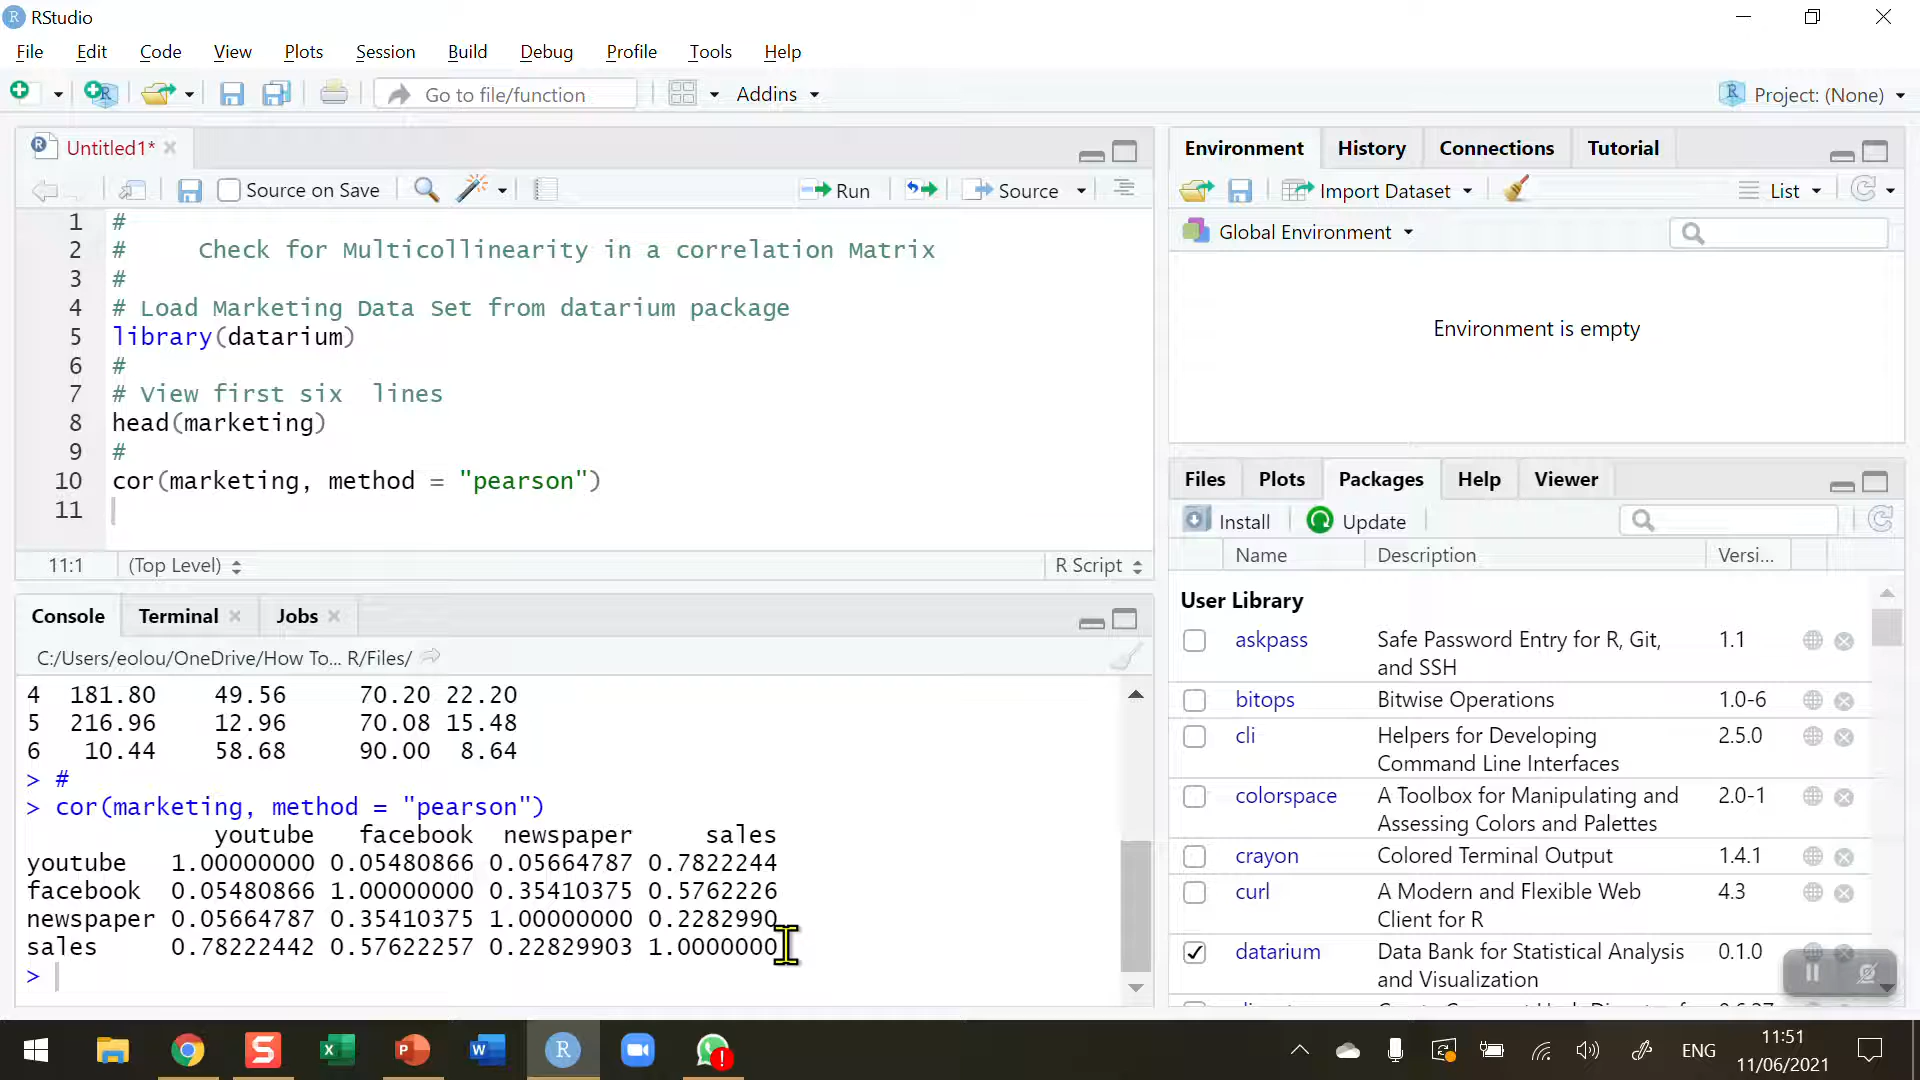 RStudio
File Edit Code View Plots Session Build Debug Profile Tools Help
Go to file/function Addins Project: (None)
Untitled1*
Source on Save Run Source
1 #
2 #     Check for Multicollinearity in a correlation Matrix
3 #
4 # Load Marketing Data Set from datarium package
5 library(datarium)
6 #
7 # View first six  lines
8 head(marketing)
9 #
10 cor(marketing, method = "pearson")
11
11:1 (Top Level) R Script
Console Terminal Jobs
C:/Users/eolou/OneDrive/How To... R/Files/
4  181.80    49.56     70.20 22.20
5  216.96    12.96     70.08 15.48
6   10.44    58.68     90.00  8.64
> #
> cor(marketing, method = "pearson")
             youtube   facebook  newspaper     sales
youtube   1.00000000 0.05480866 0.05664787 0.7822244
facebook  0.05480866 1.00000000 0.35410375 0.5762226
newspaper 0.05664787 0.35410375 1.00000000 0.2282990
sales     0.78222442 0.57622257 0.22829903 1.0000000
>
Environment History Connections Tutorial
Import Dataset List
Global Environment
Environment is empty
Files Plots Packages Help Viewer
Install Update
Name Description Versi...
User Library
askpass Safe Password Entry for R, Git, 1.1
and SSH
bitops Bitwise Operations 1.0-6
cli Helpers for Developing 2.5.0
Command Line Interfaces
colorspace A Toolbox for Manipulating and 2.0-1
Assessing Colors and Palettes
crayon Colored Terminal Output 1.4.1
curl A Modern and Flexible Web 4.3
Client for R
datarium Data Bank for Statistical Analysis 0.1.0
and Visualization
ENG
11:51
11/06/2021